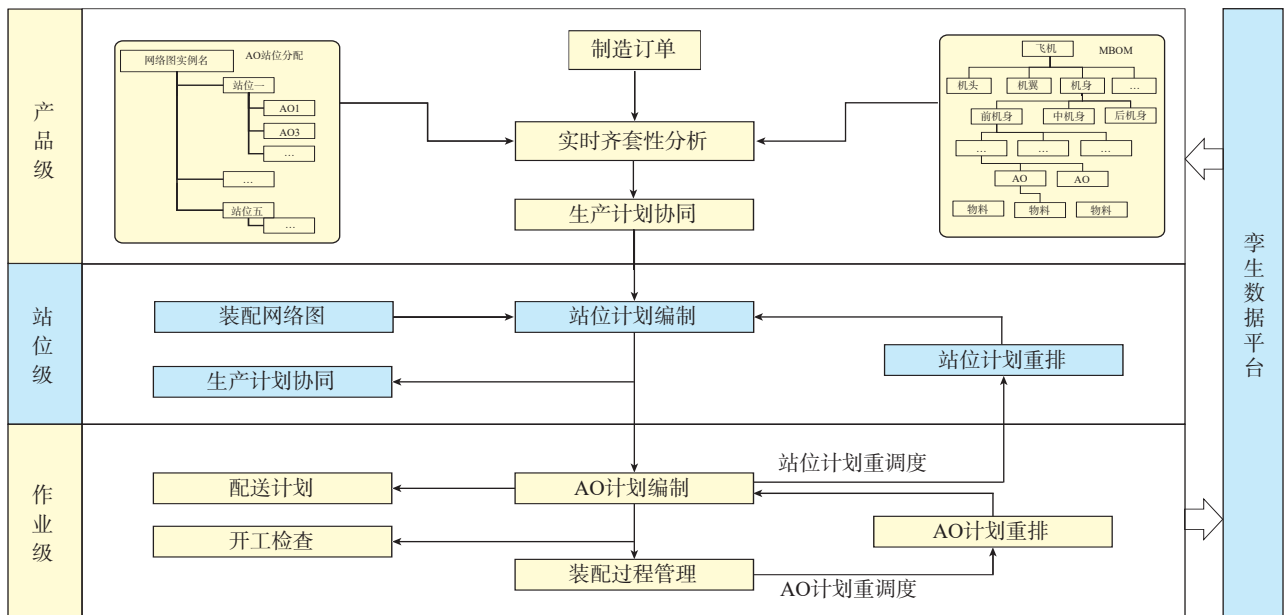 产品级
网络图实例名
AO站位分配
站位一
AO1
AO3
…
…
站位五
…
制造订单
实时齐套性分析
生产计划协同
飞机
MBOM
机头
机翼
机身
…
前机身
中机身
后机身
…
…
…
AO
AO
物料
物料
物料
站位级
装配网络图
站位计划编制
站位计划重排
生产计划协同
作业级
站位计划重调度
配送计划
AO计划编制
AO计划重排
开工检查
装配过程管理
AO计划重调度
孪生数据平台